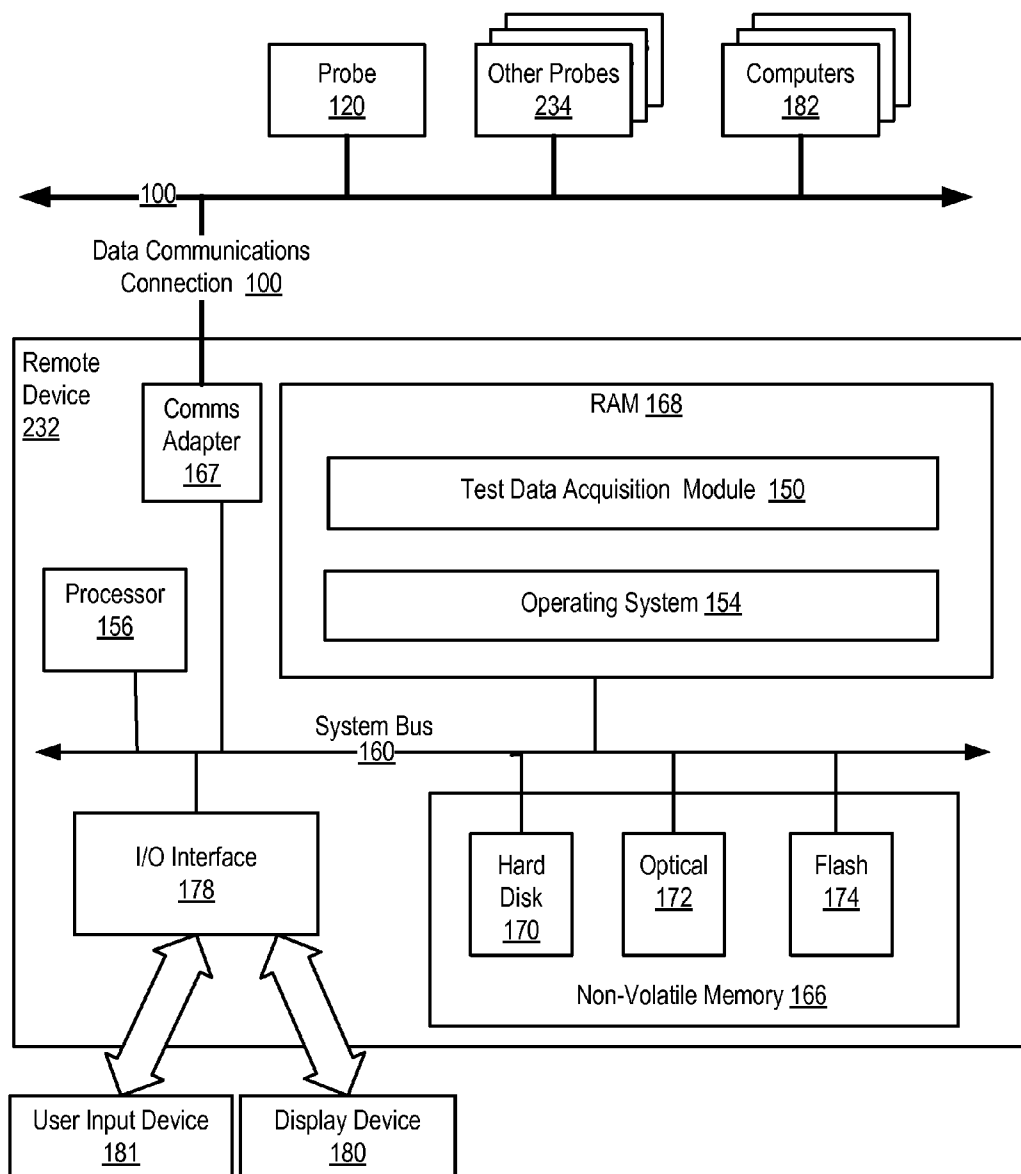 Probe
120
Other Probes
234
Computers
182
100
Data Communications
Connection 100
Remote
Device
232
Comms
Adapter
167
RAM 168
Test Data Acquisition Module 150
Operating System 154
Processor
156
System Bus
160
I/O Interface
178
Hard
Disk
170
Optical
172
Flash
174
Non-Volatile Memory 166
User Input Device
181
Display Device
180